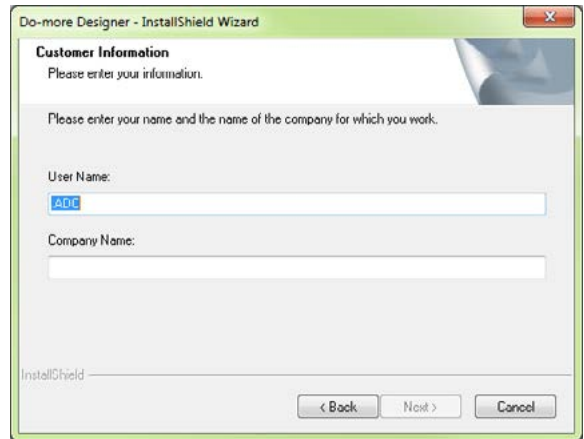 Do-more Designer - InstallShield Wizard
Customer Information
Please enter your information.
Please enter your name and the name of the company for which you work.
User Name:
ADC
Company Name:
InstallShield
< Back Next > Cancel